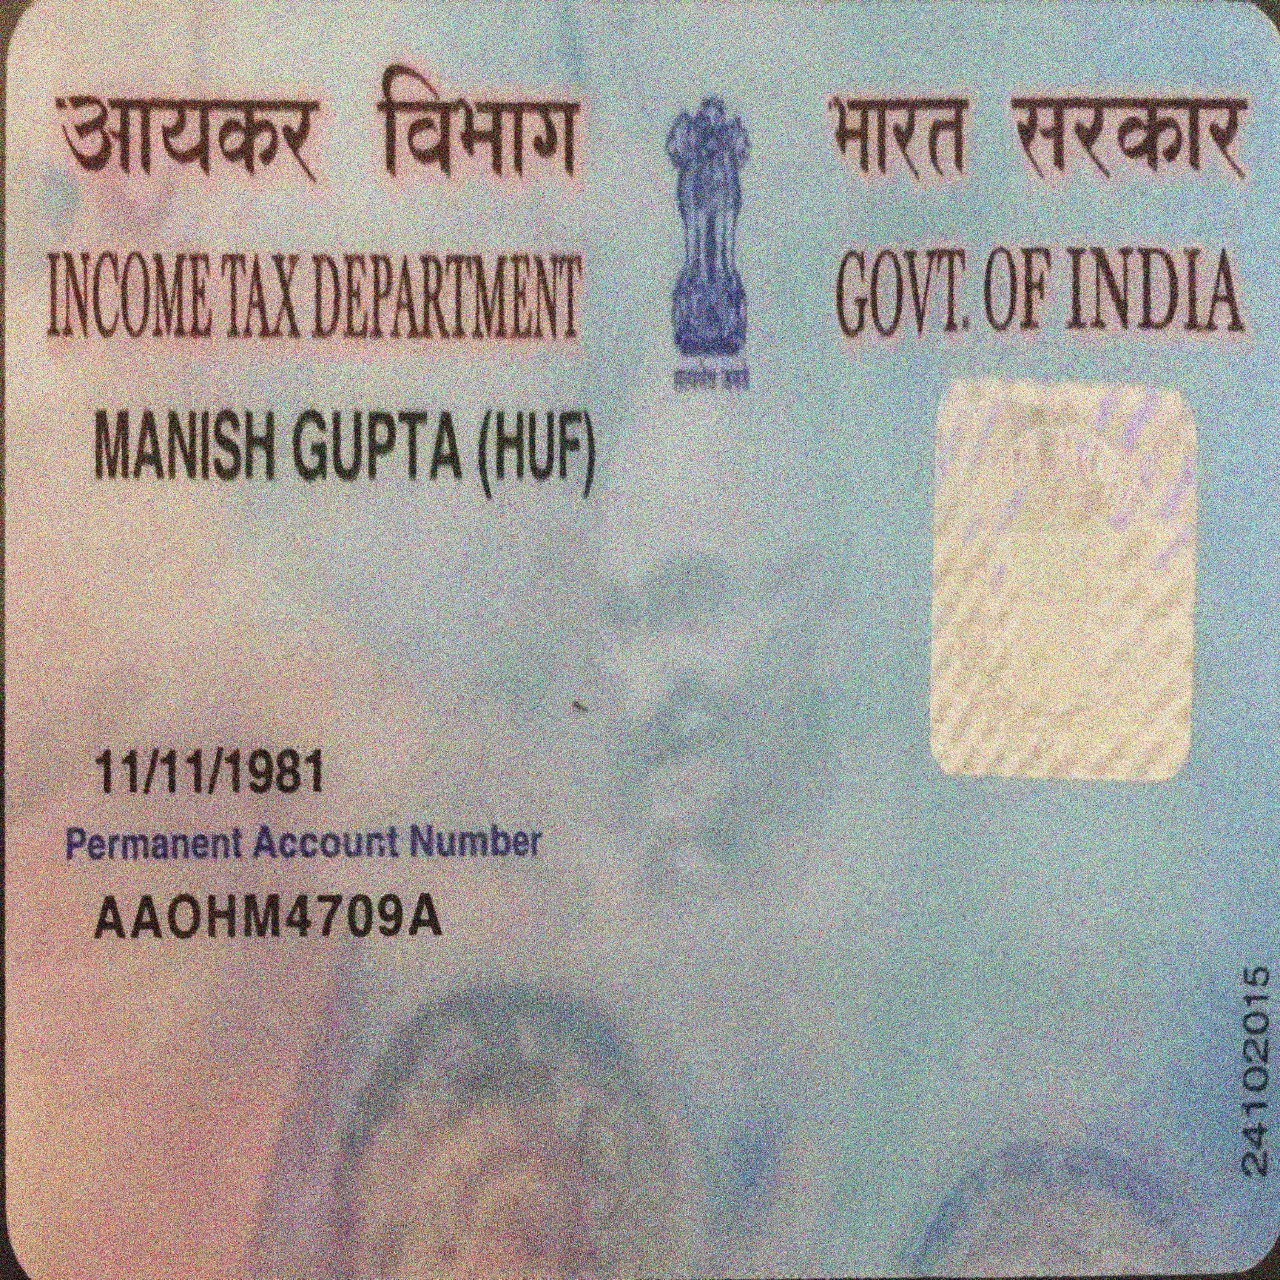 आयकर विभाग भारत सरकार
INCOME TAX DEPARTMENT GOVT. OF INDIA
सत्यमेव जयते
MANISH GUPTA (HUF)
11/11/1981
Permanent Account Number
AAOHM4709A
24102015